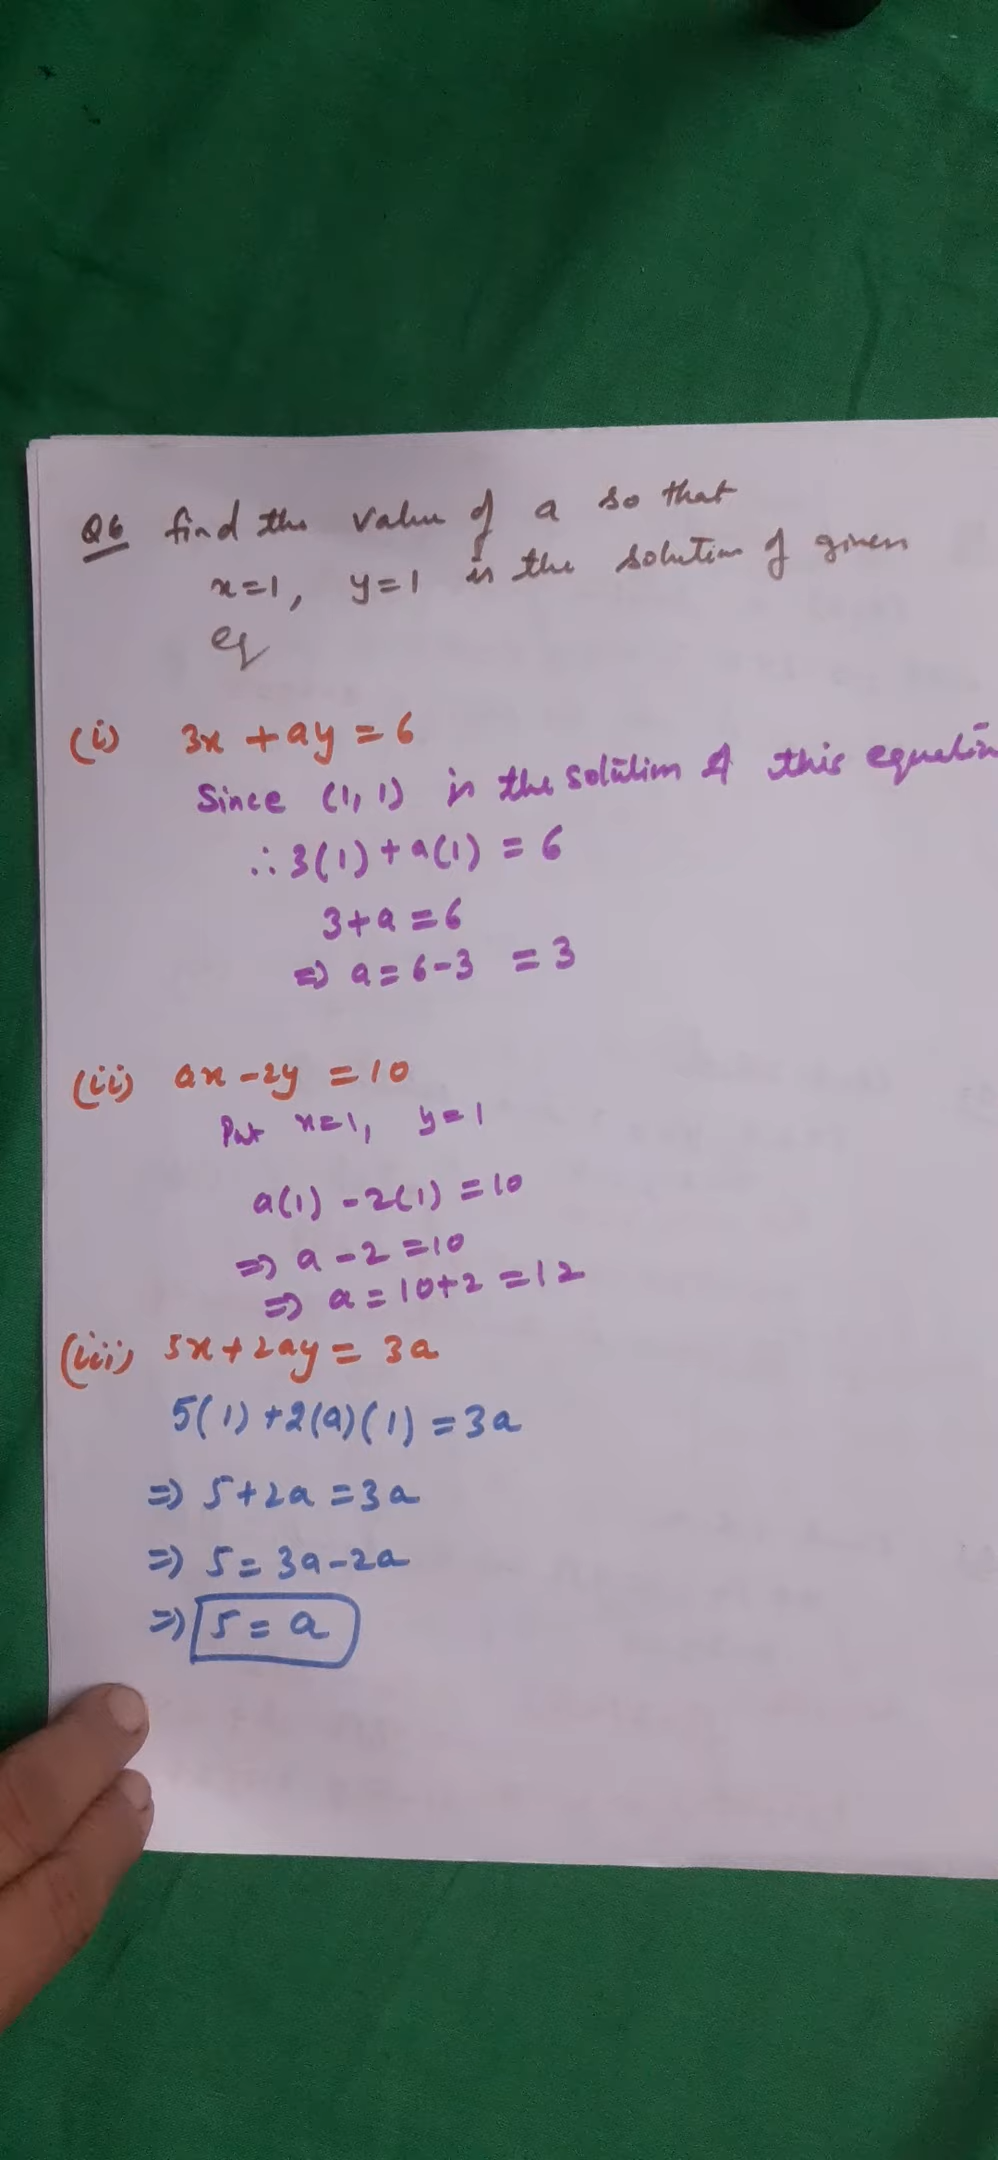 Q6 find the value of a so that
x=1, y=1 is the solution of given
eq
(i) 3x + ay = 6
Since (1, 1) is the solution of this equation
∴ 3(1) + a(1) = 6
3+a = 6
⇒ a = 6-3 = 3
(ii) ax - 2y = 10
Put x=1, y=1
a(1) - 2(1) = 10
⇒ a - 2 = 10
⇒ a = 10+2 = 12
(iii) 5x + 2ay = 3a
5(1) + 2(a)(1) = 3a
⇒ 5+2a = 3a
⇒ 5 = 3a-2a
⇒ 5 = a